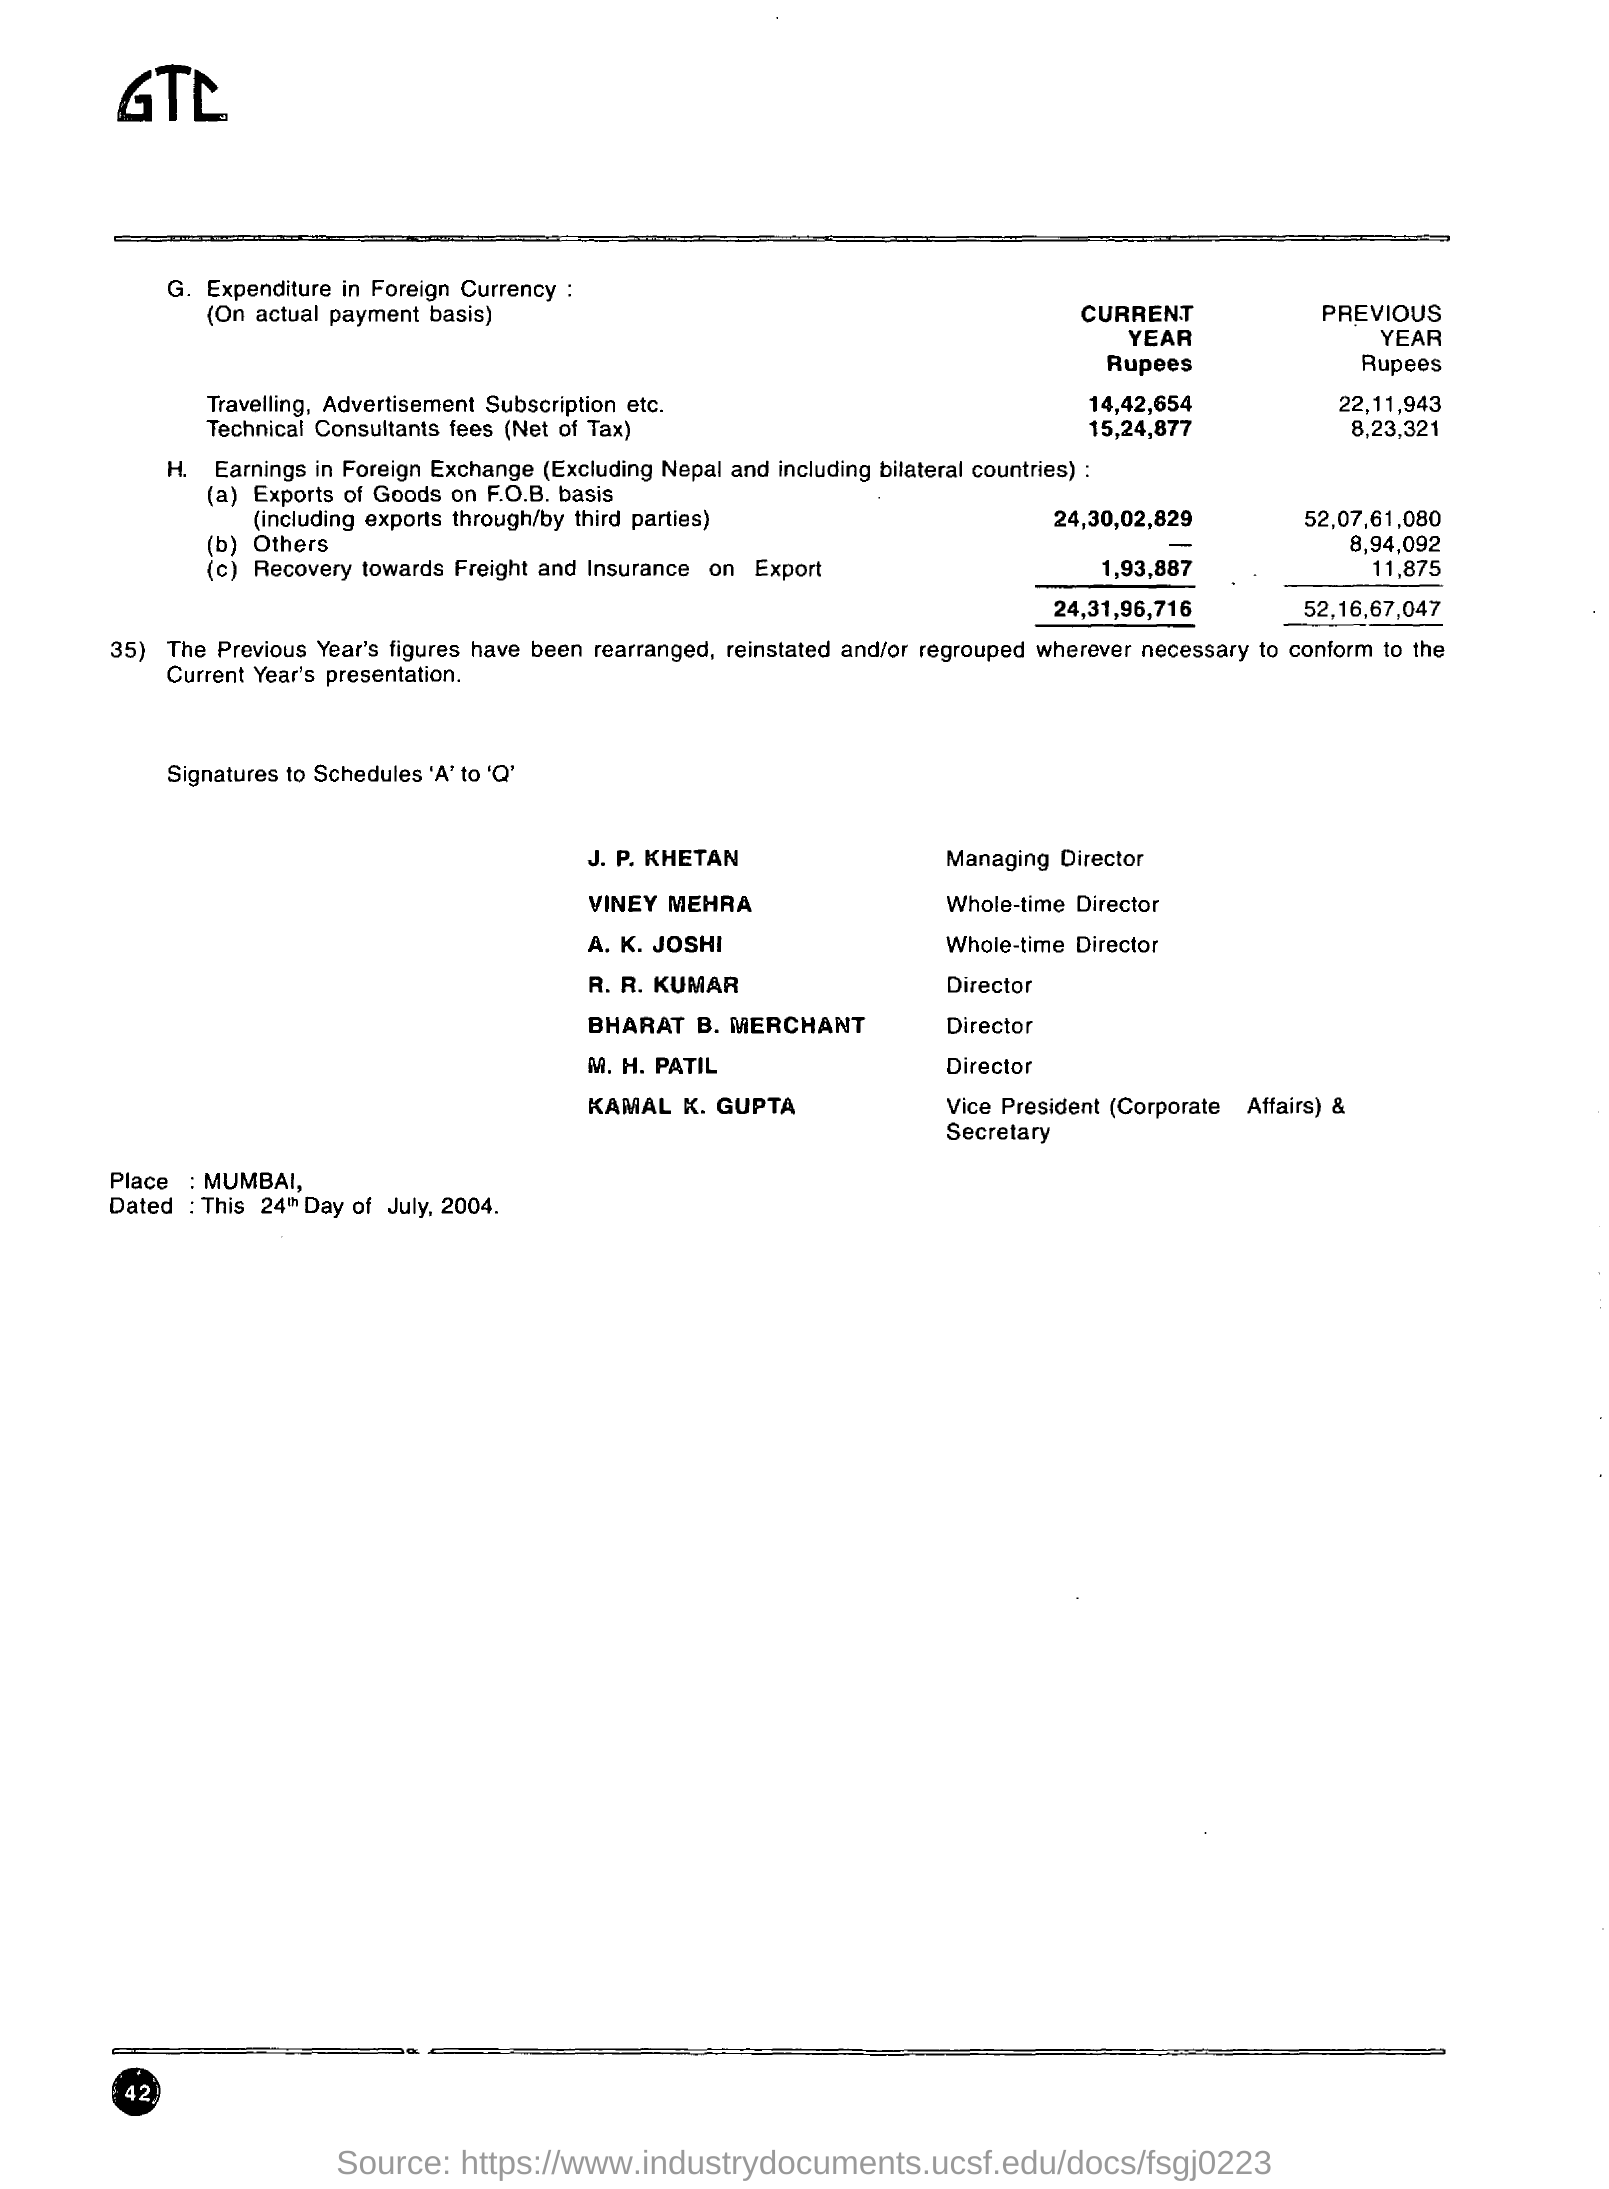 GTC
G. Expenditure in Foreign Currency :
(On actual payment basis) CURRENT PREVIOUS
YEAR YEAR
Rupees Rupees
Travelling, Advertisement Subscription etc. 14,42,654 22,11,943
Technical Consultants fees (Net of Tax) 15,24,877 8,23,321
H. Earnings in Foreign Exchange (Excluding Nepal and including bilateral countries) :
(a) Exports of Goods on F.O.B. basis
(including exports through/by third parties) 24,30,02,829 52,07,61,080
(b) Others — 8,94,092
(c) Recovery towards Freight and Insurance on Export 1,93,887 11,875
24,31,96,716 52,16,67,047
35) The Previous Year's figures have been rearranged, reinstated and/or regrouped wherever necessary to conform to the
Current Year's presentation.
Signatures to Schedules 'A' to 'Q'
J. P. KHETAN Managing Director
VINEY MEHRA Whole-time Director
A. K. JOSHI Whole-time Director
R. R. KUMAR Director
BHARAT B. MERCHANT Director
M. H. PATIL Director
KAMAL K. GUPTA Vice President (Corporate Affairs) &
Secretary
Place : MUMBAI,
Dated : This 24th Day of July, 2004.
42
Source: https://www.industrydocuments.ucsf.edu/docs/fsgj0223